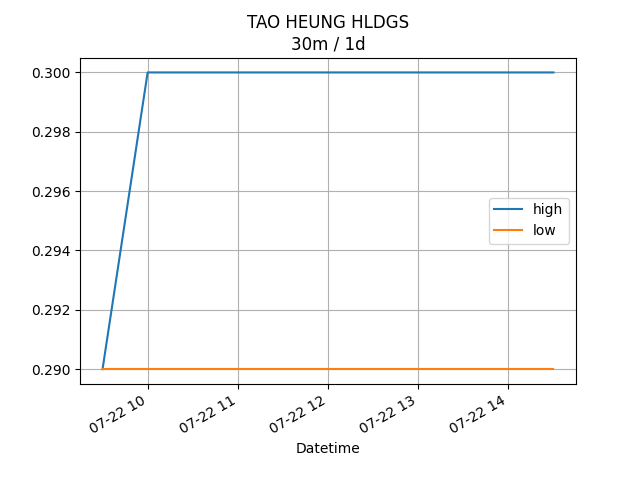 TAO HEUNG HLDGS
30m / 1d
0.300
0.298
0.296
0.294
0.292
0.290
high
low
07-22 10
07-22 11
07-22 12
07-22 13
07-22 14
Datetime